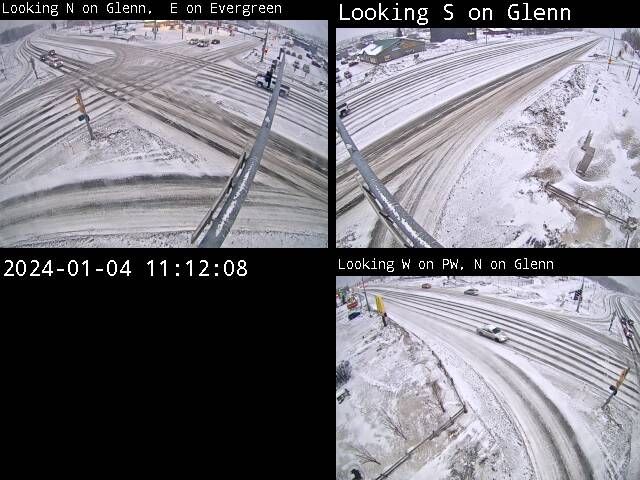 Looking N on Glenn,  E on Evergreen
Looking S on Glenn
2024-01-04 11:12:08
Looking W on PW, N on Glenn